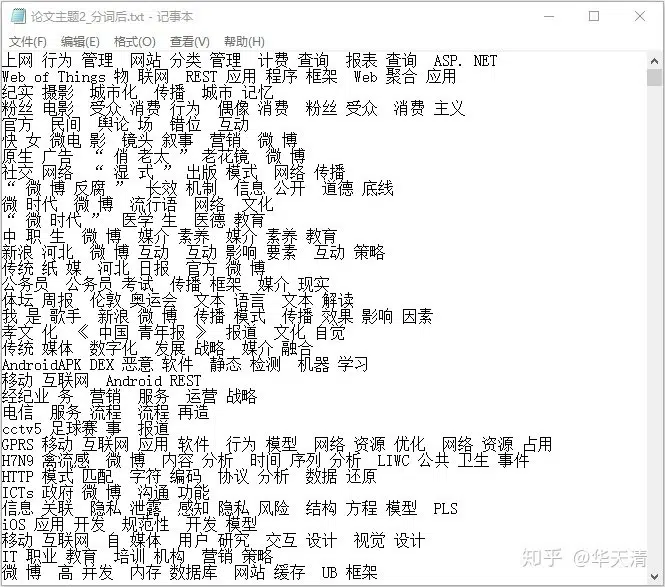 论文主题2_分词后.txt - 记事本
文件(F) 编辑(E) 格式(O) 查看(V) 帮助(H)
上网 行为 管理  网站 分类 管理  计费 查询  报表 查询  ASP. NET
Web of Things 物 联网  REST 应用 程序 框架  Web 聚合 应用
纪实 摄影  城市化  传播  城市 记忆
粉丝 电影  受众 消费 行为  偶像 消费  粉丝 受众  消费 主义
官方  民间  舆论 场  错位  互动
快 女 微电 影  镜头 叙事  营销  微 博
原生 广告  “ 俏 老太 ” 老花镜  微 博
社交 网络  “ 湿 式 ” 出版 模式  网络 传播
“ 微 博 反腐 ”  长效 机制  信息 公开  道德 底线
微 时代  微 博  流行语  网络  文化
“ 微 时代 ”  医学 生  医德 教育
中 职 生  微 博  媒介 素养  媒介 素养 教育
新浪 河北  微 博 互动  互动 影响 要素  互动 策略
传统 纸 媒  河北 日报  官方 微 博
公务员  公务员 考试  传播 框架  媒介 现实
体坛 周报  伦敦 奥运会  文本 语言  文本 解读
我 是 歌手  新浪 微 博  传播 模式  传播 效果 影响 因素
孝文 化  《 中国 青年报 》  报道  文化 自觉
传统 媒体  数字化  发展 战略  媒介 融合
AndroidAPK DEX 恶意 软件  静态 检测  机器 学习
移动 互联网  Android REST
经纪业 务  营销  服务  运营 战略
电信  服务 流程  流程 再造
cctv5 足球赛 事  报道
GPRS 移动 互联网 应用 软件  行为 模型  网络 资源 优化  网络 资源 占用
H7N9 禽流感  微 博  内容 分析  时间 序列 分析  LIWC 公共 卫生 事件
HTTP 模式 匹配  字符 编码  协议 分析  数据 还原
ICTs 政府 微 博  沟通 功能
信息 关联  隐私 泄露  感知 隐私 风险  结构 方程 模型  PLS
iOS 应用 开发  规范性  开发 模型
移动 互联网  自 媒体  用户 研究  交互 设计  视觉 设计
IT 职业 教育  培训 机构  营销 策略
微 博  高 并发  内存 数据库  网站 缓存  UB 框架
知乎 @华天清